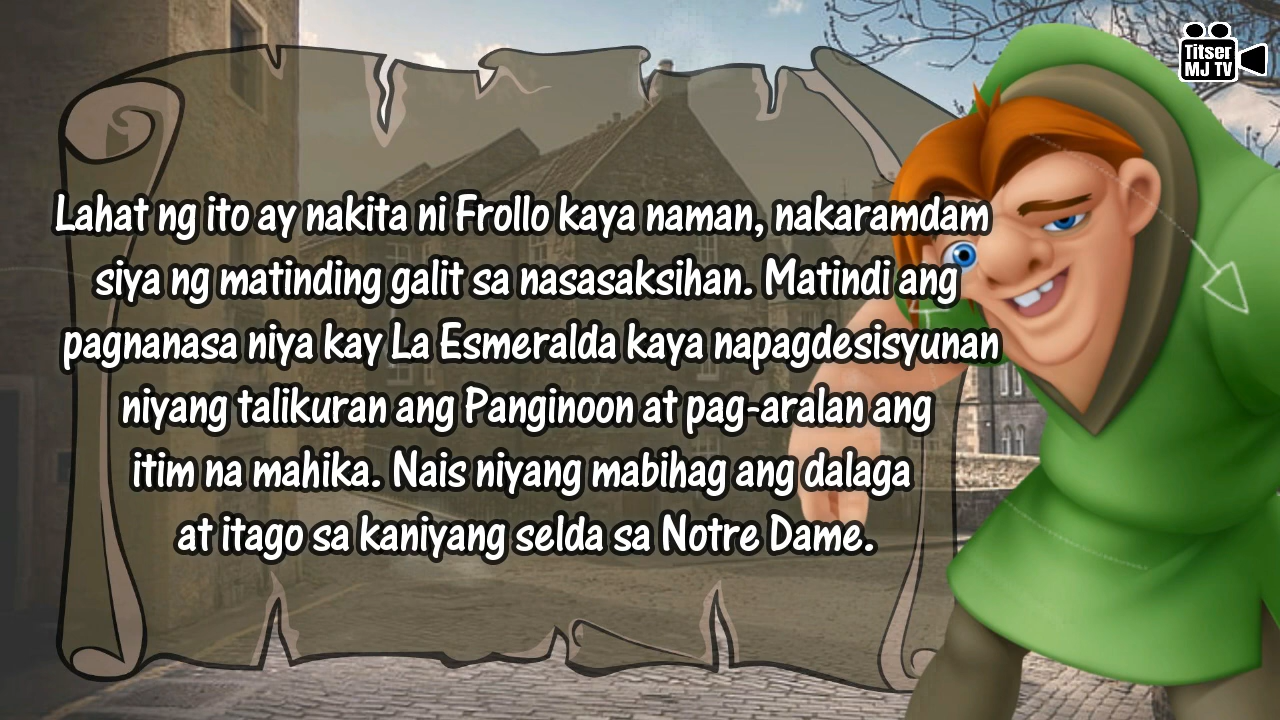 Titser
MJ TV
Lahat ng ito ay nakita ni Frollo kaya naman, nakaramdam
siya ng matinding galit sa nasasaksihan. Matindi ang
pagnanasa niya kay La Esmeralda kaya napagdesisyunan
niyang talikuran ang Panginoon at pag-aralan ang
itim na mahika. Nais niyang mabihag ang dalaga
at itago sa kaniyang selda sa Notre Dame.